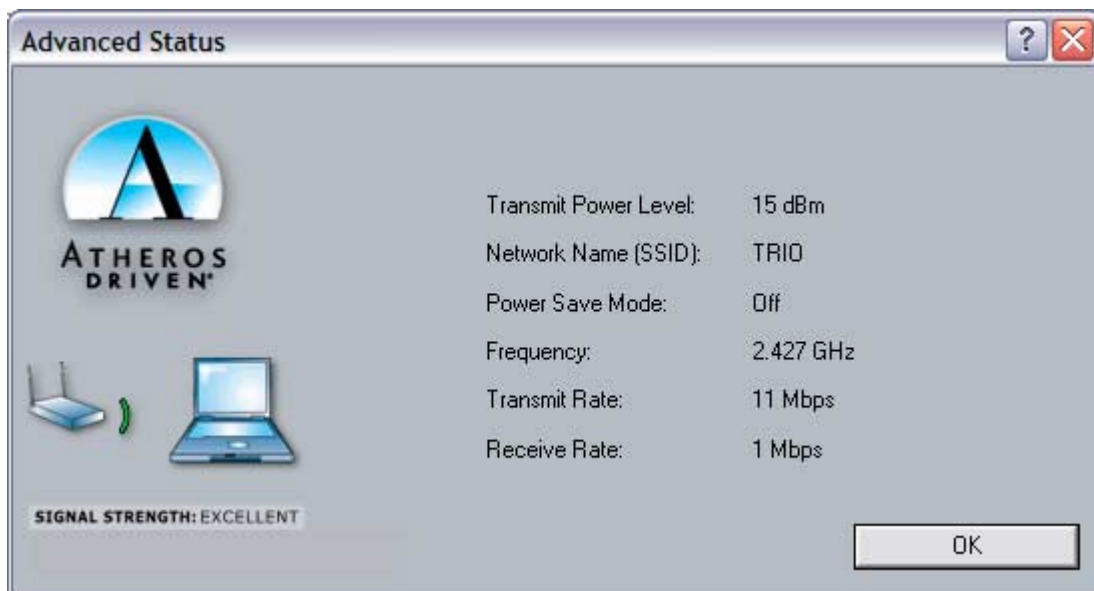 Advanced Status
ATHEROS
DRIVEN®
Transmit Power Level: 15 dBm
Network Name (SSID): TRIO
Power Save Mode: Off
Frequency: 2.427 GHz
Transmit Rate: 11 Mbps
Receive Rate: 1 Mbps
SIGNAL STRENGTH: EXCELLENT
OK